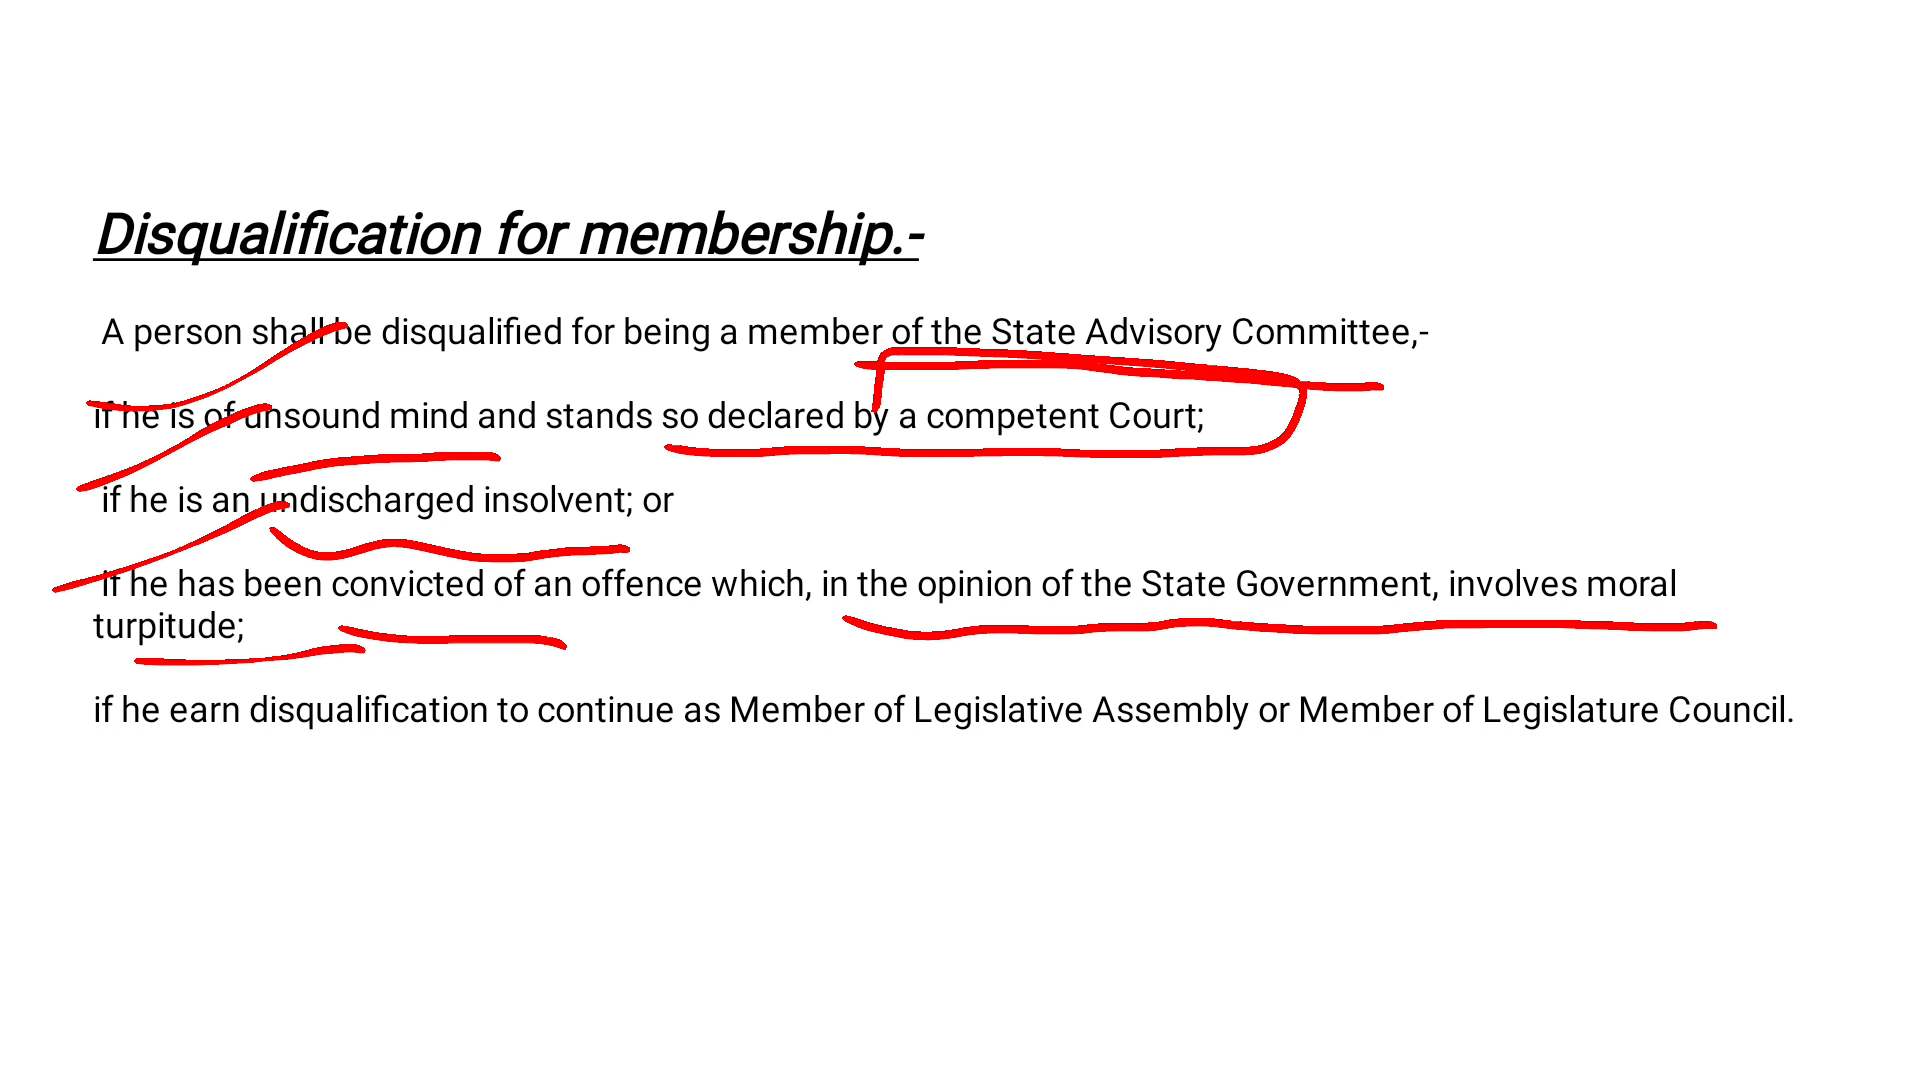 Disqualification for membership.-
A person shall be disqualified for being a member of the State Advisory Committee,-
if he is of unsound mind and stands so declared by a competent Court;
if he is an undischarged insolvent; or
if he has been convicted of an offence which, in the opinion of the State Government, involves moral
turpitude;
if he earn disqualification to continue as Member of Legislative Assembly or Member of Legislature Council.